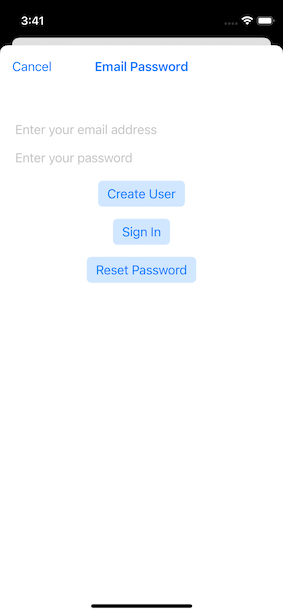 3:41
Cancel Email Password
Enter your email address
Enter your password
Create User
Sign In
Reset Password